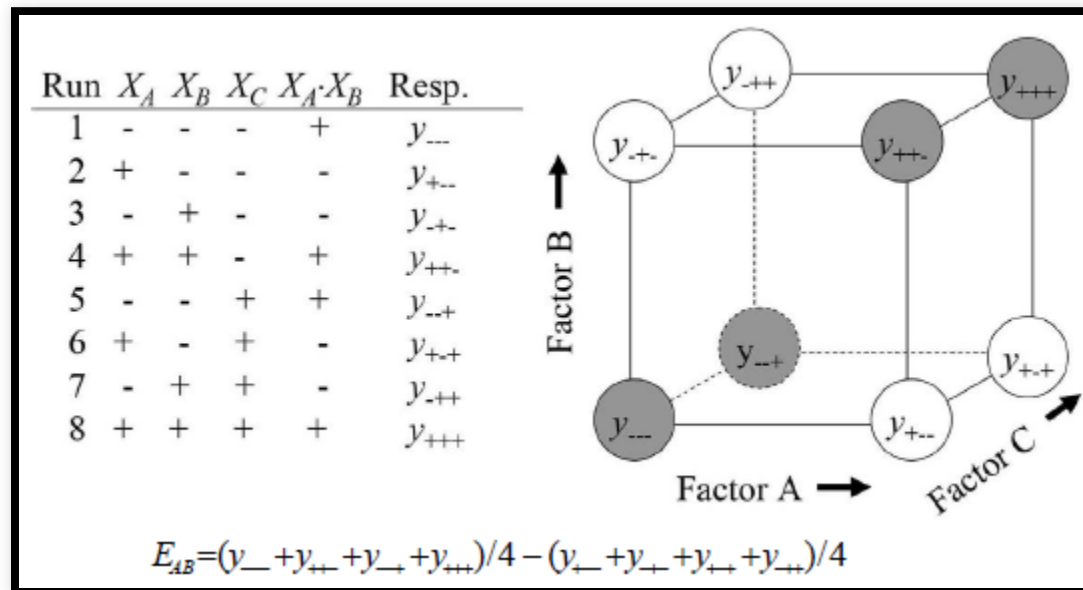 Run X_A X_B X_C X_A·X_B Resp.
1 - - - + y_---
2 + - - - y_+--
3 - + - - y_-+-
4 + + - + y_++-
5 - - + + y_--+
6 + - + - y_+-+
7 - + + - y_-++
8 + + + + y_+++
y_-++
y_+++
y_-+-
y_++-
Factor B
y_--+
y_+-+
y_---
y_+--
Factor A
Factor C
E_AB=(y_---+y_++-+y_--++y_+++)/4−(y_+--+y_-+-+y_+-++y_-++)/4